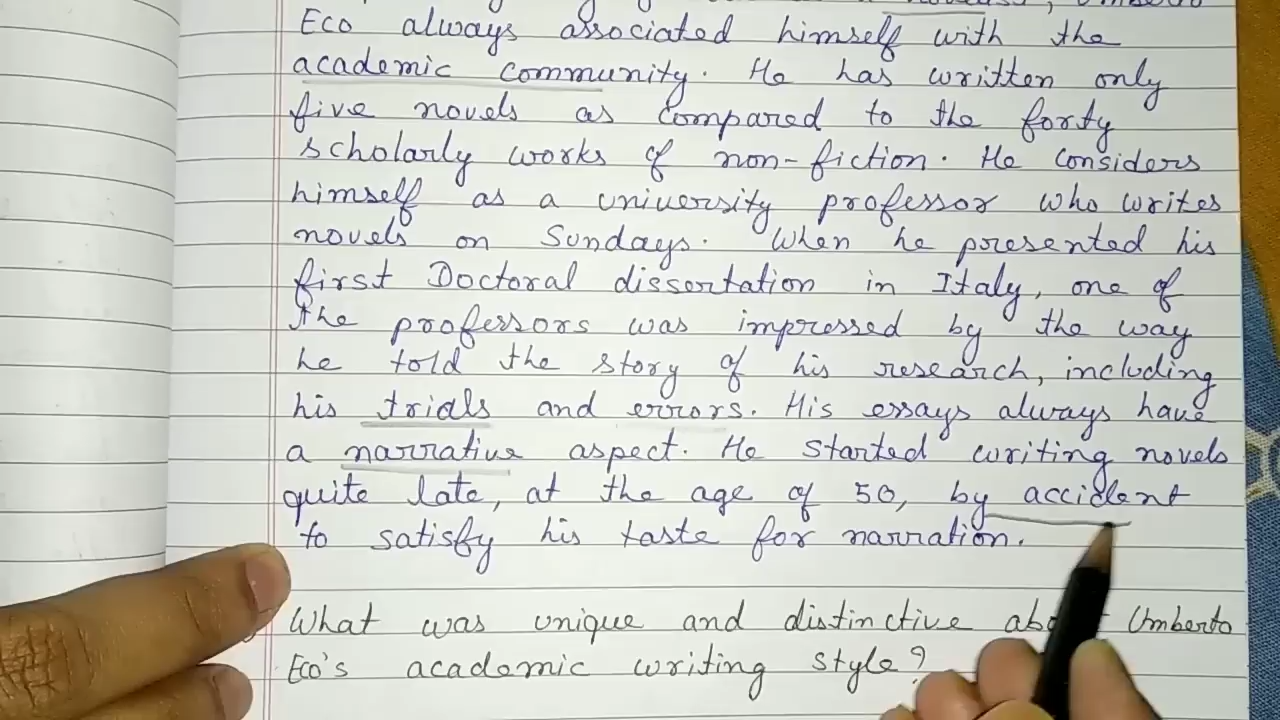 Eco always associated himself with the
academic community. He has written only
five novels as compared to the forty
scholarly works of non-fiction. He considers
himself as a university professor who writes
novels on Sundays. When he presented his
first Doctoral dissertation in Italy, one of
the professors was impressed by the way
he told the story of his research, including
his trials and errors. His essays always have
a narrative aspect. He started writing novels
quite late, at the age of 50, by accident
to satisfy his taste for narration.
What was unique and distinctive Umberto
Eco's academic writing style?